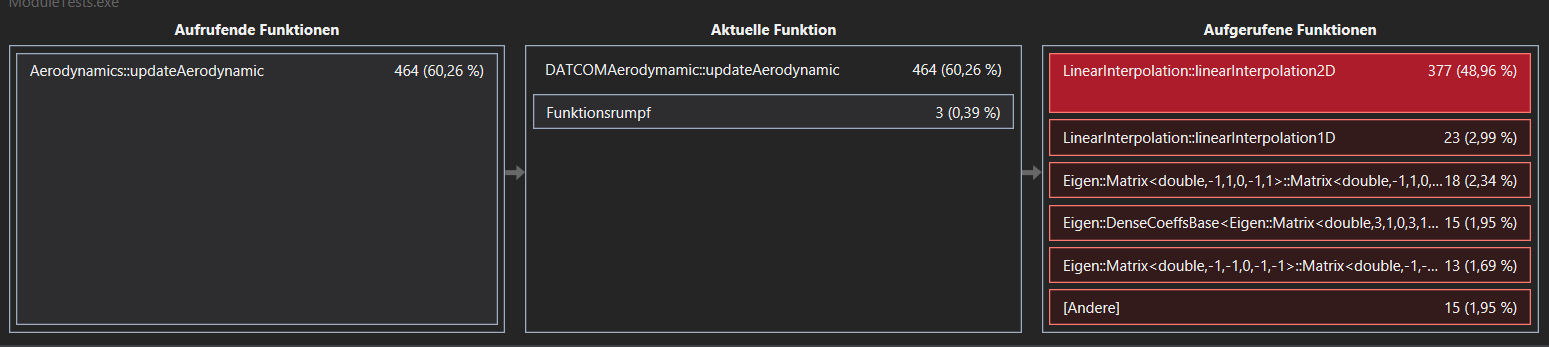 ModuleTests.exe
Aufrufende Funktionen
Aerodynamics::updateAerodynamic 464 (60,26 %)
Aktuelle Funktion
DATCOMAerodymamic::updateAerodynamic 464 (60,26 %)
Funktionsrumpf 3 (0,39 %)
Aufgerufene Funktionen
LinearInterpolation::linearInterpolation2D 377 (48,96 %)
LinearInterpolation::linearInterpolation1D 23 (2,99 %)
Eigen::Matrix<double,-1,1,0,-1,1>::Matrix<double,-1,1,0,... 18 (2,34 %)
Eigen::DenseCoeffsBase<Eigen::Matrix<double,3,1,0,3,1... 15 (1,95 %)
Eigen::Matrix<double,-1,-1,0,-1,-1>::Matrix<double,-1,-... 13 (1,69 %)
[Andere] 15 (1,95 %)